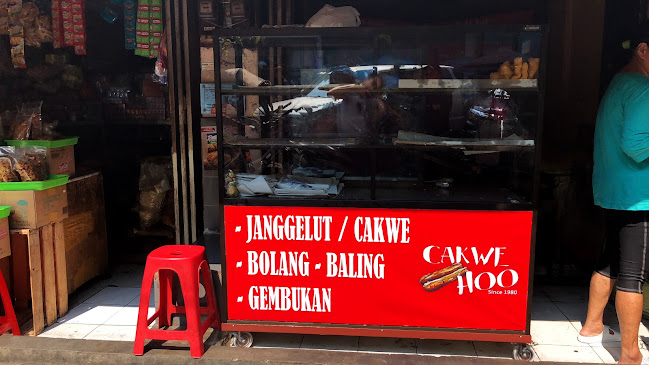 - JANGGELUT / CAKWE
- BOLANG - BALING
- GEMBUKAN
CAKWE
HOO
Since 1980